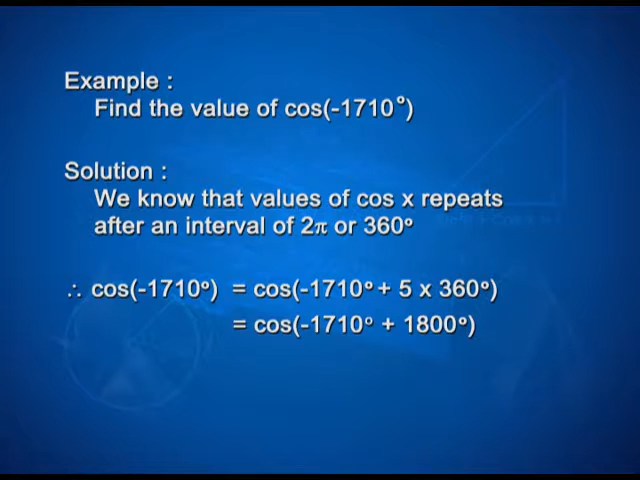 Example :
Find the value of cos(-1710°)
Solution :
We know that values of cos x repeats
after an interval of 2π or 360°
∴ cos(-1710°) = cos(-1710° + 5 x 360°)
= cos(-1710° + 1800°)